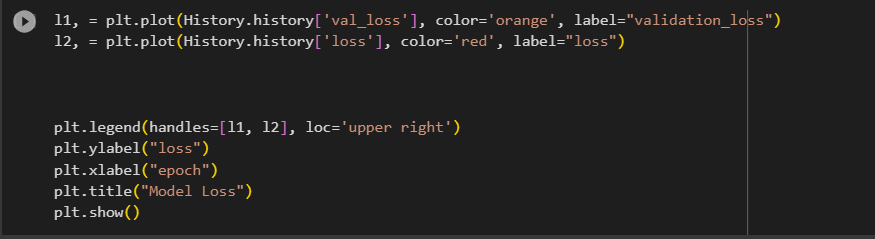 l1, = plt.plot(History.history['val_loss'], color='orange', label="validation_loss")
l2, = plt.plot(History.history['loss'], color='red', label="loss")
plt.legend(handles=[l1, l2], loc='upper right')
plt.ylabel("loss")
plt.xlabel("epoch")
plt.title("Model Loss")
plt.show()